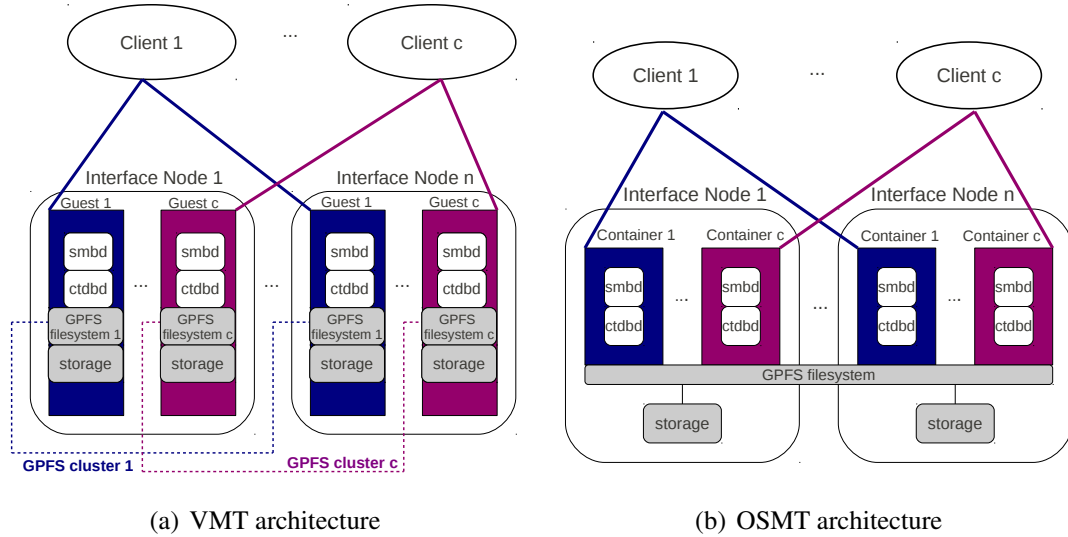 Client 1
...
Client c
Interface Node 1
Interface Node n
Guest 1
Guest c
Guest 1
Guest c
smbd
smbd
smbd
smbd
ctdbd
...
ctdbd
...
ctdbd
...
ctdbd
GPFS
filesystem 1
GPFS
filesystem c
GPFS
filesystem 1
GPFS
filesystem c
storage
storage
storage
storage
GPFS cluster 1
GPFS cluster c
(a) VMT architecture
Client 1
...
Client c
Interface Node 1
Interface Node n
Container 1
Container c
Container 1
Container c
smbd
smbd
smbd
smbd
...
...
...
ctdbd
ctdbd
ctdbd
ctdbd
GPFS filesystem
storage
storage
(b) OSMT architecture